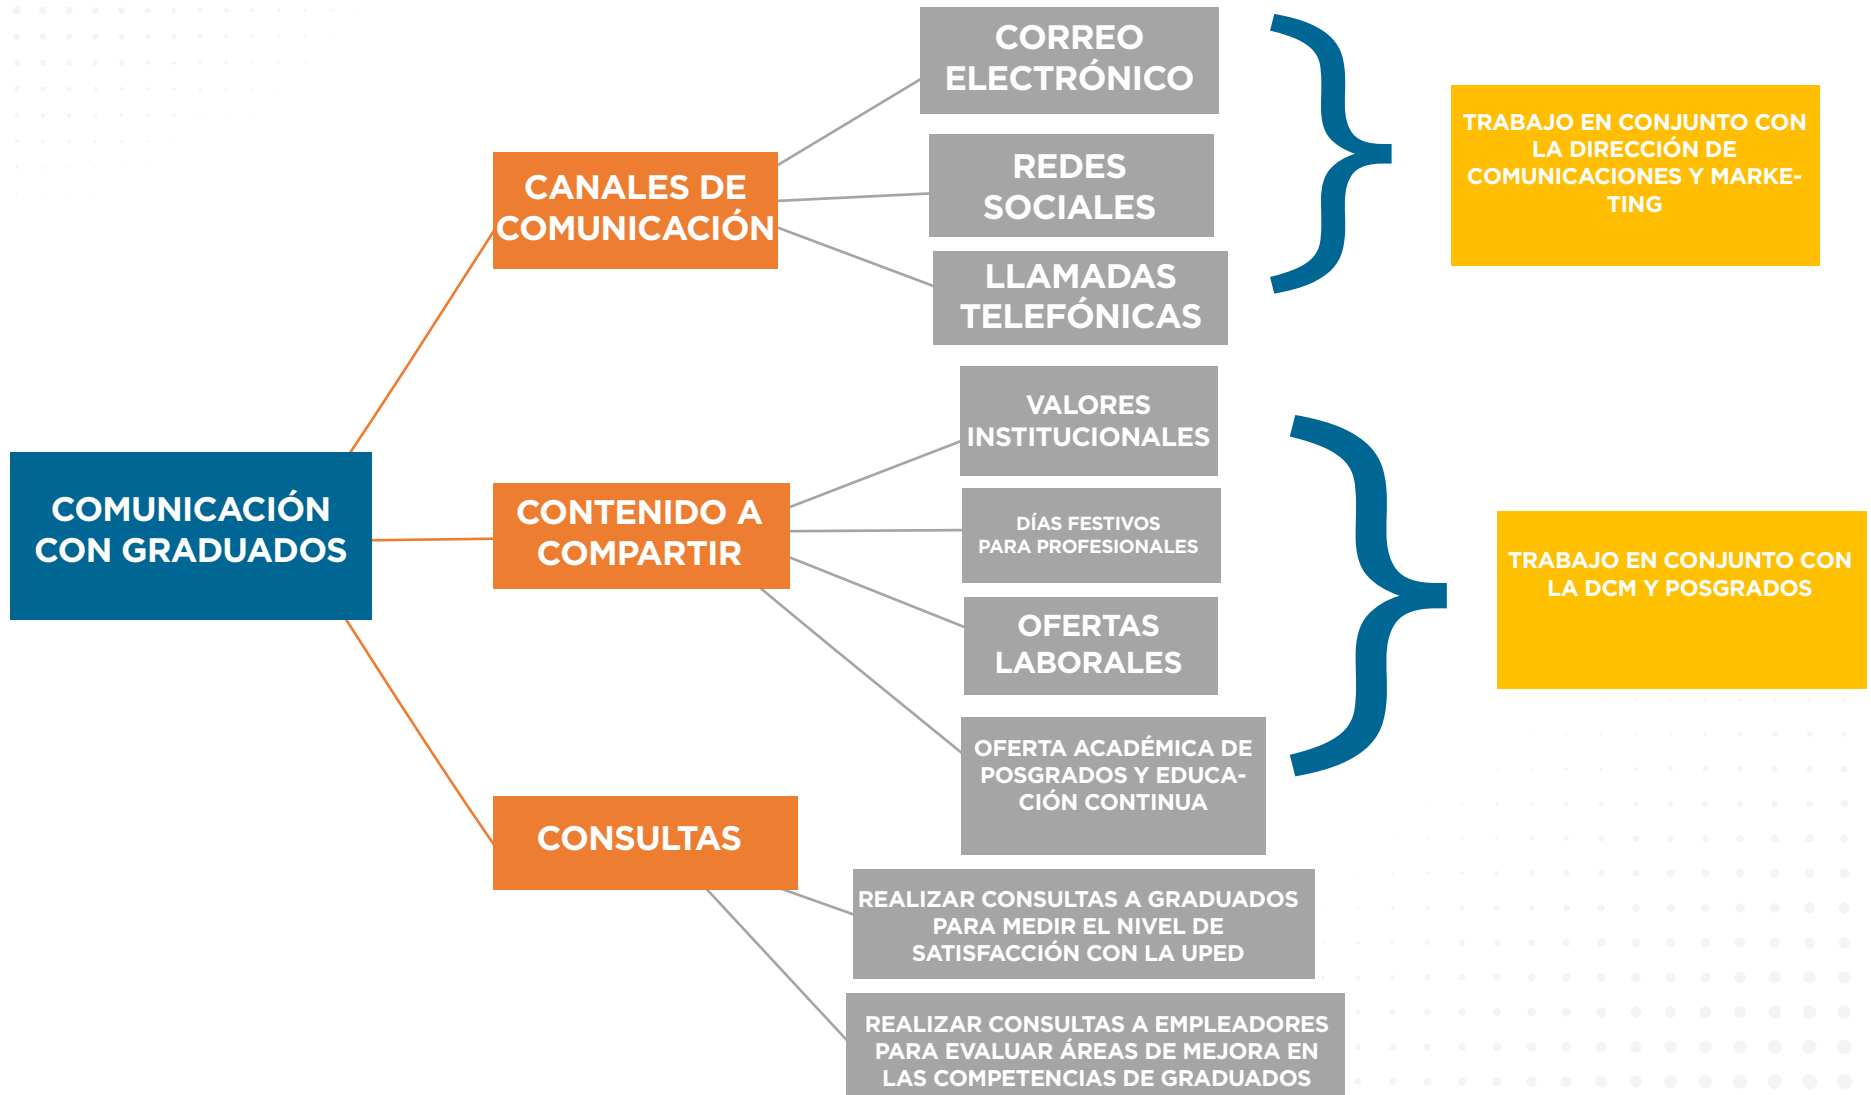 COMUNICACIÓN
CON GRADUADOS
CANALES DE
COMUNICACIÓN
CORREO
ELECTRÓNICO
REDES
SOCIALES
LLAMADAS
TELEFÓNICAS
TRABAJO EN CONJUNTO CON
LA DIRECCIÓN DE
COMUNICACIONES Y MARKE-
TING
CONTENIDO A
COMPARTIR
VALORES
INSTITUCIONALES
DÍAS FESTIVOS
PARA PROFESIONALES
OFERTAS
LABORALES
OFERTA ACADÉMICA DE
POSGRADOS Y EDUCA-
CIÓN CONTINUA
TRABAJO EN CONJUNTO CON
LA DCM Y POSGRADOS
CONSULTAS
REALIZAR CONSULTAS A GRADUADOS
PARA MEDIR EL NIVEL DE
SATISFACCIÓN CON LA UPED
REALIZAR CONSULTAS A EMPLEADORES
PARA EVALUAR ÁREAS DE MEJORA EN
LAS COMPETENCIAS DE GRADUADOS